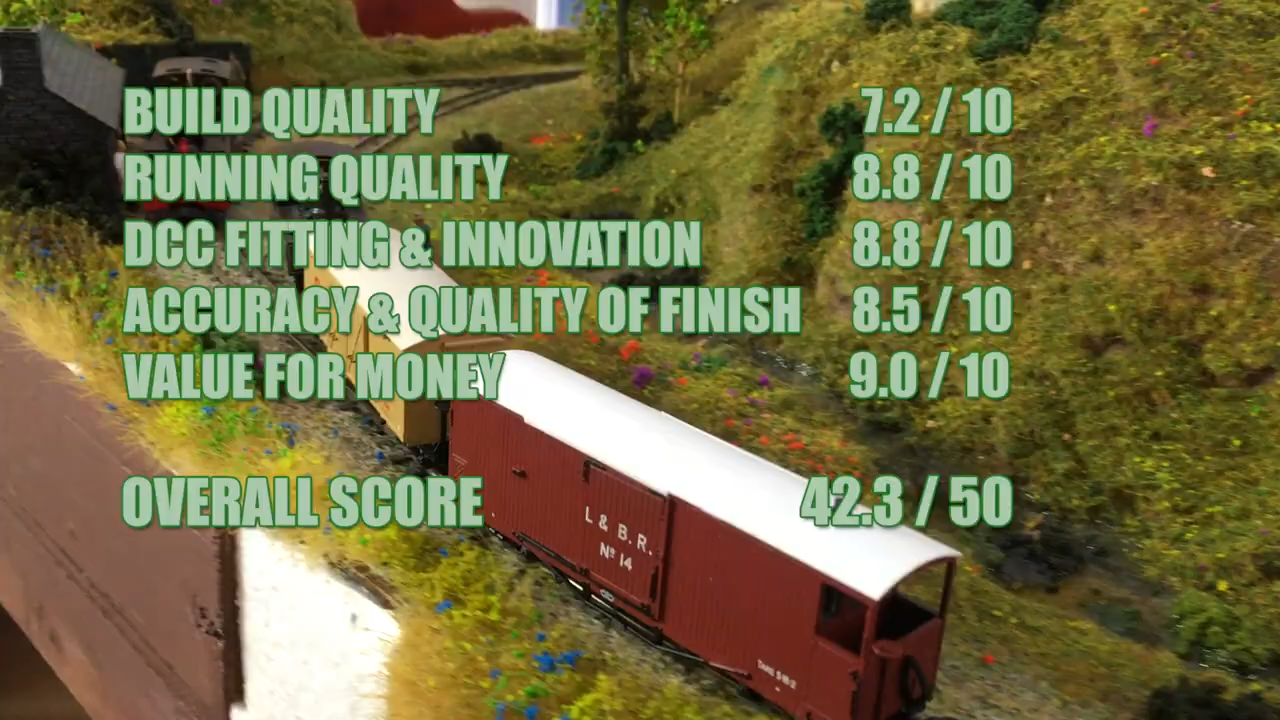 BUILD QUALITY 7.2 / 10
RUNNING QUALITY 8.8 / 10
DCC FITTING & INNOVATION 8.8 / 10
ACCURACY & QUALITY OF FINISH 8.5 / 10
VALUE FOR MONEY 9.0 / 10
OVERALL SCORE 42.3 / 50
L & B. R.
Nº 14